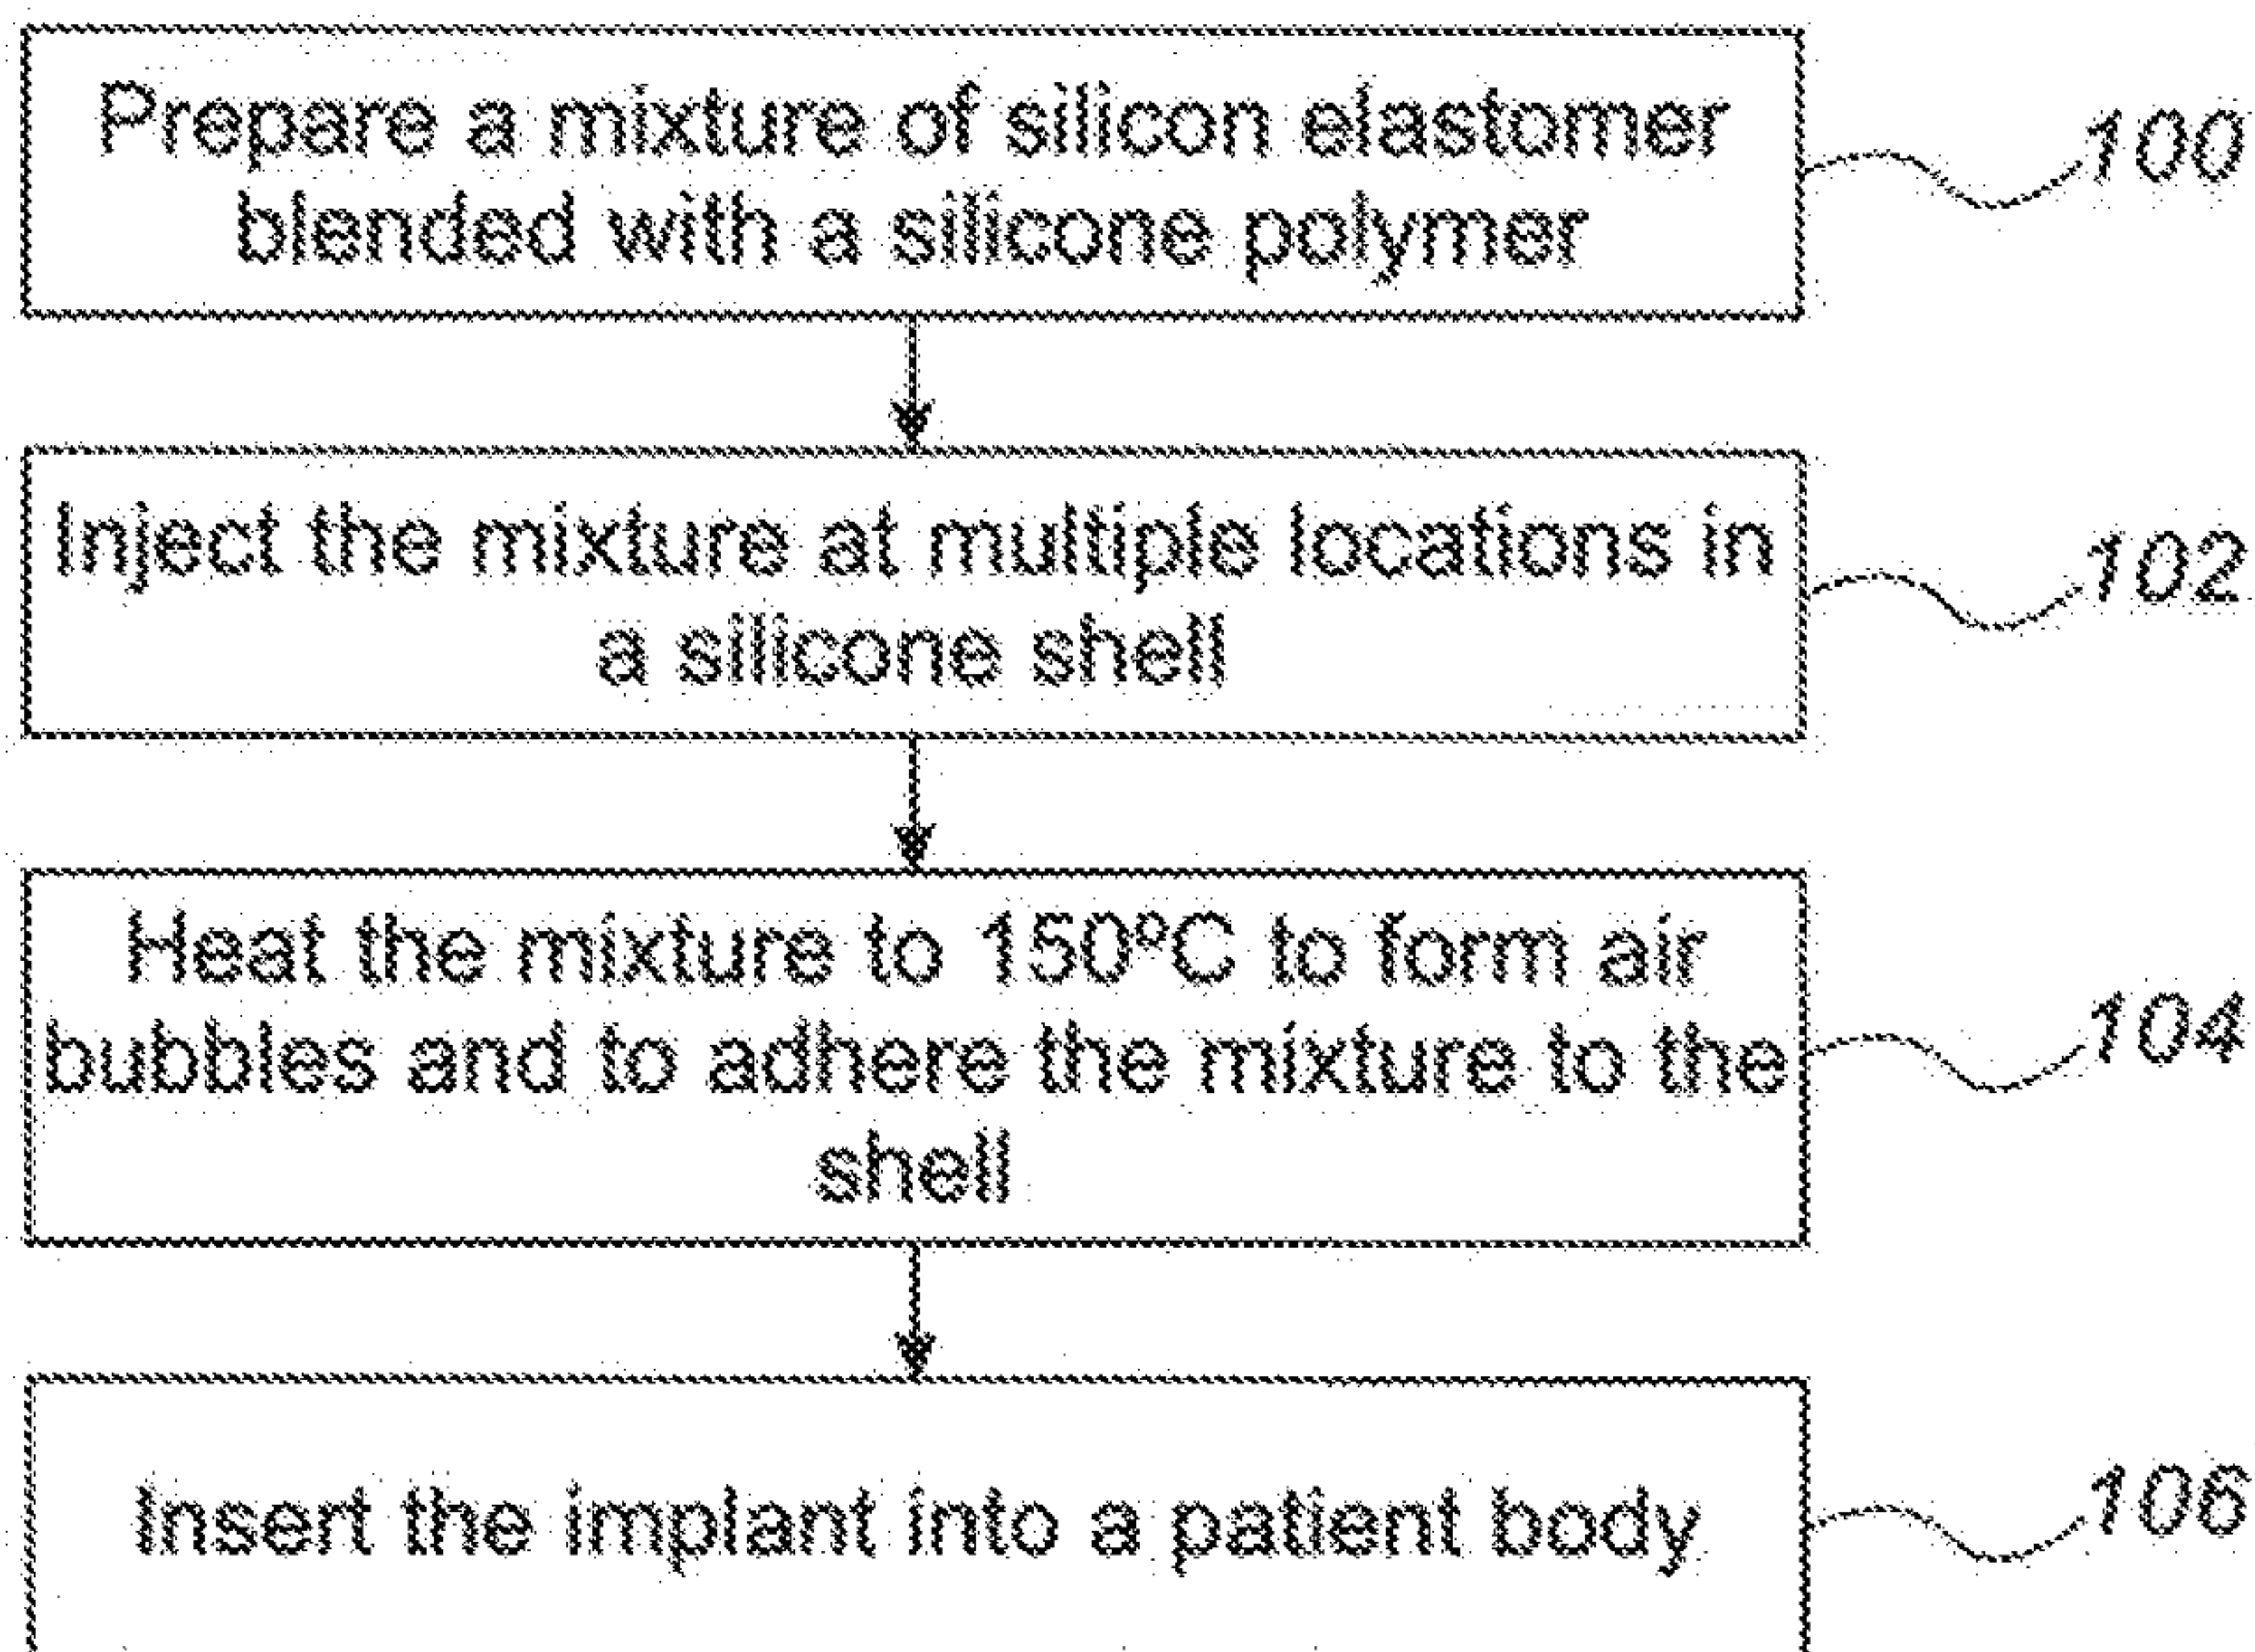 Prepare a mixture of silicon elastomer
blended with a silicone polymer
100
Inject the mixture at multiple locations in
a silicone shell
102
Heat the mixture to 150ºC to form air
bubbles and to adhere the mixture to the
shell
104
Insert the implant into a patient body
106